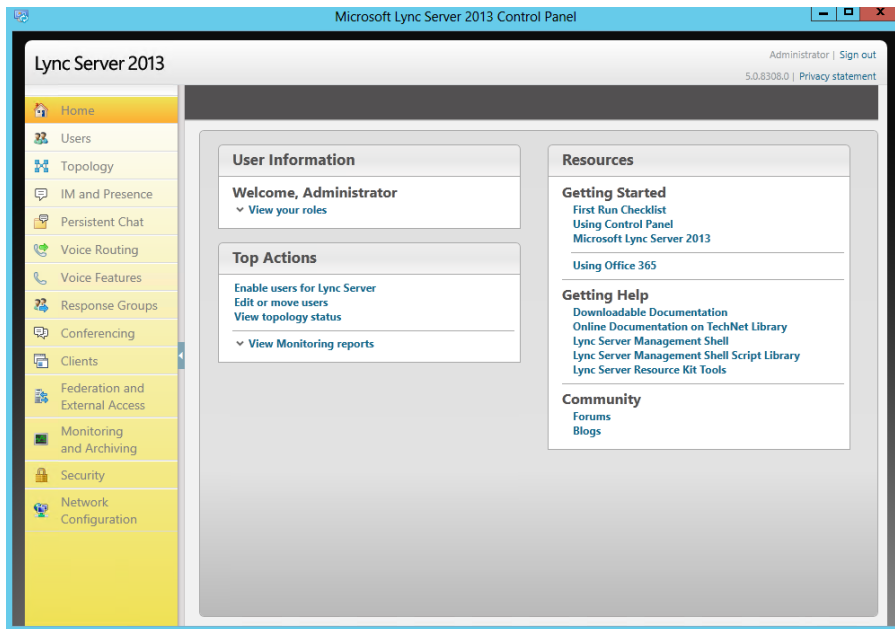 Microsoft Lync Server 2013 Control Panel
Lync Server 2013
Administrator | Sign out
5.0.8308.0 | Privacy statement
Home
Users
Topology
IM and Presence
Persistent Chat
Voice Routing
Voice Features
Response Groups
Conferencing
Clients
Federation and
External Access
Monitoring
and Archiving
Security
Network
Configuration
User Information
Welcome, Administrator
View your roles
Top Actions
Enable users for Lync Server
Edit or move users
View topology status
View Monitoring reports
Resources
Getting Started
First Run Checklist
Using Control Panel
Microsoft Lync Server 2013
Using Office 365
Getting Help
Downloadable Documentation
Online Documentation on TechNet Library
Lync Server Management Shell
Lync Server Management Shell Script Library
Lync Server Resource Kit Tools
Community
Forums
Blogs